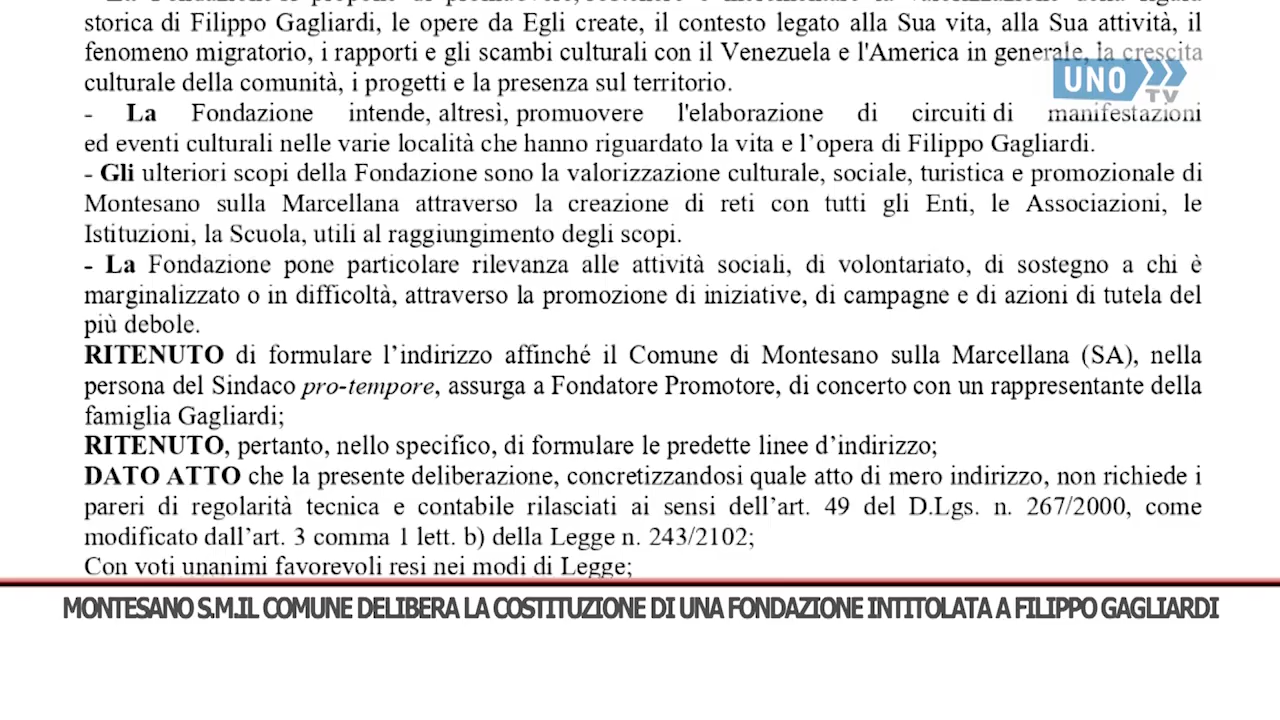 La Fondazione si propone di promuovere, sostenere e incrementare la valorizzazione della figura
storica di Filippo Gagliardi, le opere da Egli create, il contesto legato alla Sua vita, alla Sua attività, il
fenomeno migratorio, i rapporti e gli scambi culturali con il Venezuela e l'America in generale, la crescita
culturale della comunità, i progetti e la presenza sul territorio.
UNO TV
- La Fondazione intende, altresì, promuovere l'elaborazione di circuiti di manifestazioni
ed eventi culturali nelle varie località che hanno riguardato la vita e l’opera di Filippo Gagliardi.
- Gli ulteriori scopi della Fondazione sono la valorizzazione culturale, sociale, turistica e promozionale di
Montesano sulla Marcellana attraverso la creazione di reti con tutti gli Enti, le Associazioni, le
Istituzioni, la Scuola, utili al raggiungimento degli scopi.
- La Fondazione pone particolare rilevanza alle attività sociali, di volontariato, di sostegno a chi è
marginalizzato o in difficoltà, attraverso la promozione di iniziative, di campagne e di azioni di tutela del
più debole.
RITENUTO di formulare l’indirizzo affinché il Comune di Montesano sulla Marcellana (SA), nella
persona del Sindaco pro-tempore, assurga a Fondatore Promotore, di concerto con un rappresentante della
famiglia Gagliardi;
RITENUTO, pertanto, nello specifico, di formulare le predette linee d’indirizzo;
DATO ATTO che la presente deliberazione, concretizzandosi quale atto di mero indirizzo, non richiede i
pareri di regolarità tecnica e contabile rilasciati ai sensi dell’art. 49 del D.Lgs. n. 267/2000, come
modificato dall’art. 3 comma 1 lett. b) della Legge n. 243/2102;
Con voti unanimi favorevoli resi nei modi di Legge;
MONTESANO S.M.IL COMUNE DELIBERA LA COSTITUZIONE DI UNA FONDAZIONE INTITOLATA A FILIPPO GAGLIARDI